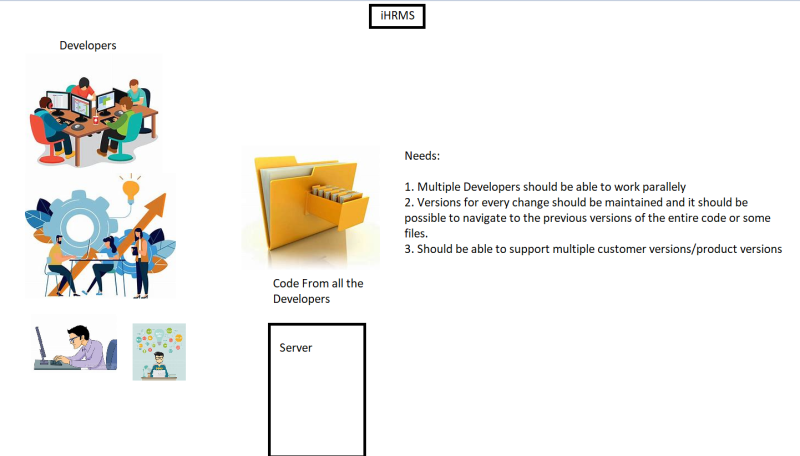 iHRMS
Developers
Needs:
1. Multiple Developers should be able to work parallely
2. Versions for every change should be maintained and it should be
possible to navigate to the previous versions of the entire code or some
files.
3. Should be able to support multiple customer versions/product versions
Code From all the
Developers
Server